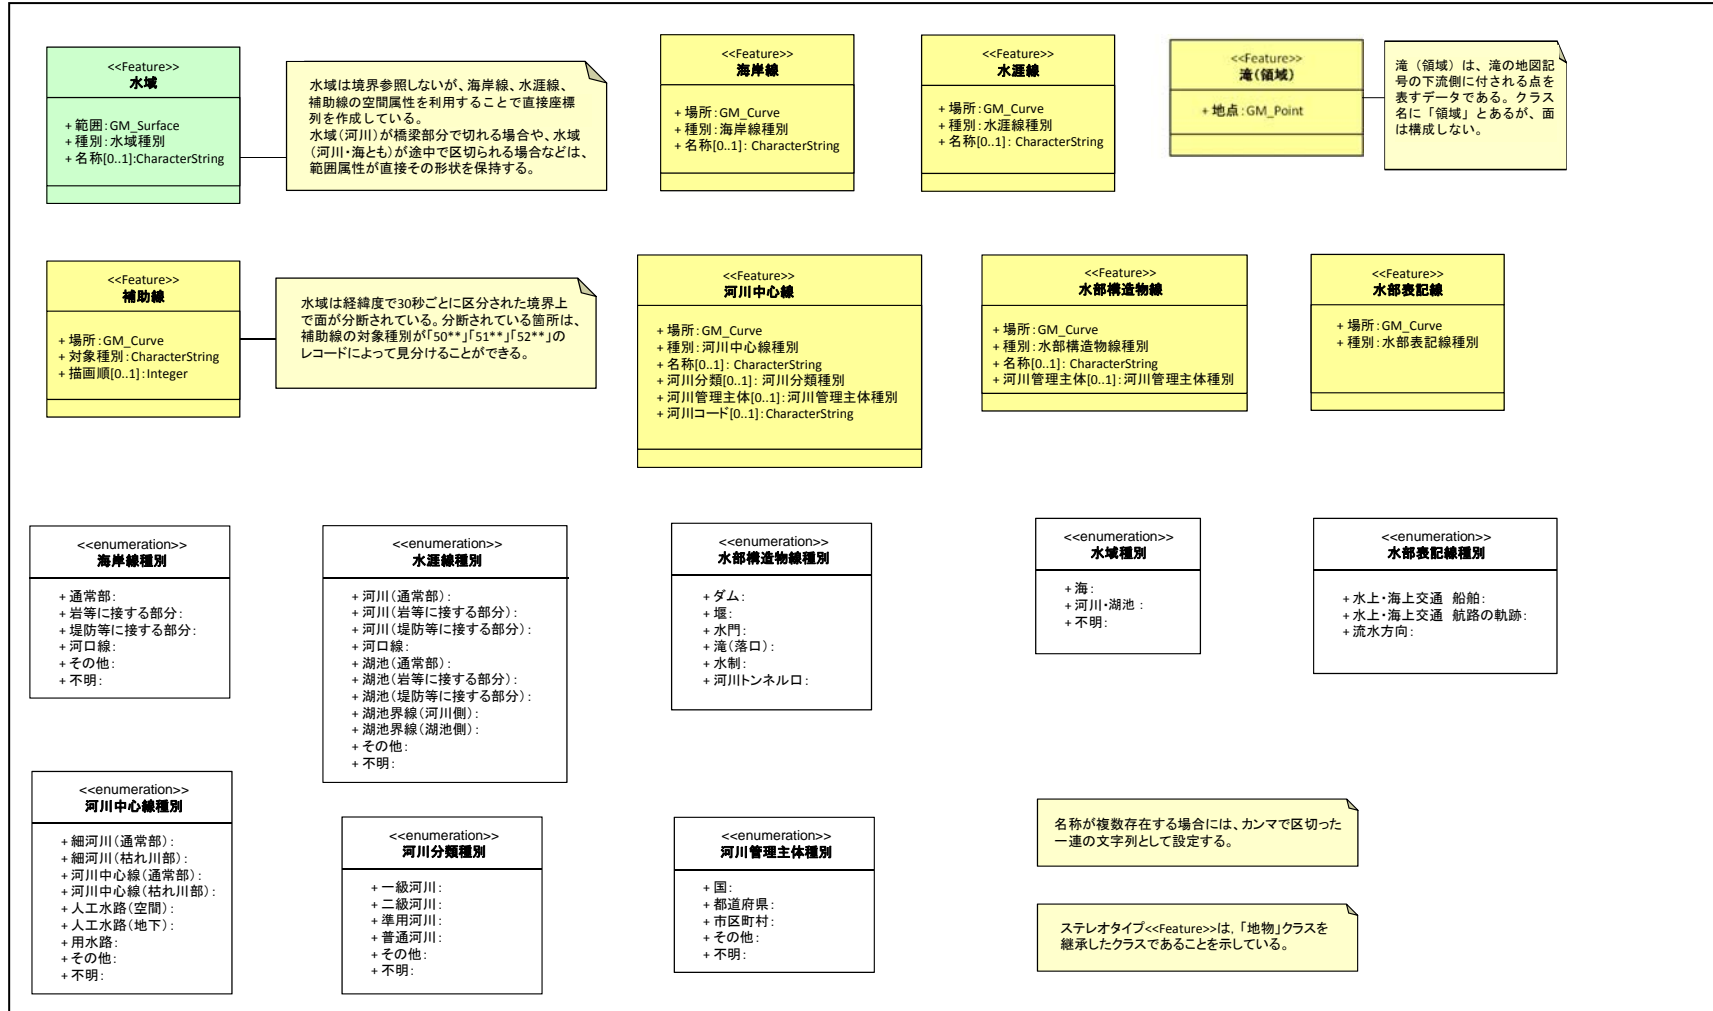 <<Feature>>
水域
+ 範囲:GM_Surface
+ 種別:水域種別
+ 名称[0..1]:CharacterString
水域は境界参照しないが、海岸線、水涯線、
補助線の空間属性を利用することで直接座標
列を作成している。
水域(河川)が橋梁部分で切れる場合や、水域
(河川・海とも)が途中で区切られる場合などは、
範囲属性が直接その形状を保持する。
<<Feature>>
海岸線
+ 場所:GM_Curve
+ 種別:海岸線種別
+ 名称[0..1]: CharacterString
<<Feature>>
水涯線
+ 場所:GM_Curve
+ 種別:水涯線種別
+ 名称[0..1]: CharacterString
<<Feature>>
滝(領域)
+ 地点:GM_Point
滝(領域)は、滝の地図記
号の下流側に付される点を
表すデータである。クラス
名に「領域」とあるが、面
は構成しない。
<<Feature>>
補助線
+ 場所:GM_Curve
+ 対象種別:CharacterString
+ 描画順[0..1]:Integer
水域は経緯度で30秒ごとに区分された境界上
で面が分断されている。分断されている箇所は、
補助線の対象種別が「50**」「51**」「52**」の
レコードによって見分けることができる。
<<Feature>>
河川中心線
+ 場所:GM_Curve
+ 種別:河川中心線種別
+ 名称[0..1]: CharacterString
+ 河川分類[0..1]: 河川分類種別
+ 河川管理主体[0..1]:河川管理主体種別
+ 河川コード[0..1]:CharacterString
<<Feature>>
水部構造物線
+ 場所:GM_Curve
+ 種別:水部構造物線種別
+ 名称[0..1]: CharacterString
+ 河川管理主体[0..1]:河川管理主体種別
<<Feature>>
水部表記線
+ 場所:GM_Curve
+ 種別:水部表記線種別
<<enumeration>>
海岸線種別
+ 通常部:
+ 岩等に接する部分:
+ 堤防等に接する部分:
+ 河口線:
+ その他:
+ 不明:
<<enumeration>>
水涯線種別
+ 河川(通常部):
+ 河川(岩等に接する部分):
+ 河川(堤防等に接する部分):
+ 河口線:
+ 湖池(通常部):
+ 湖池(岩等に接する部分):
+ 湖池(堤防等に接する部分):
+ 湖池界線(河川側):
+ 湖池界線(湖池側):
+ その他:
+ 不明:
<<enumeration>>
水部構造物線種別
+ ダム:
+ 堰:
+ 水門:
+ 滝(落口):
+ 水制:
+ 河川トンネル口:
<<enumeration>>
水域種別
+ 海:
+ 河川・湖池 :
+ 不明:
<<enumeration>>
水部表記線種別
+ 水上・海上交通 船舶:
+ 水上・海上交通 航路の軌跡:
+ 流水方向:
<<enumeration>>
河川中心線種別
+ 細河川(通常部):
+ 細河川(枯れ川部):
+ 河川中心線(通常部):
+ 河川中心線(枯れ川部):
+ 人工水路(空間):
+ 人工水路(地下):
+ 用水路:
+ その他:
+ 不明:
<<enumeration>>
河川分類種別
+ 一級河川:
+ 二級河川:
+ 準用河川:
+ 普通河川:
+ その他:
+ 不明:
<<enumeration>>
河川管理主体種別
+ 国:
+ 都道府県:
+ 市区町村:
+ その他:
+ 不明:
名称が複数存在する場合には、カンマで区切った
一連の文字列として設定する。
ステレオタイプ<<Feature>>は,「地物」クラスを
継承したクラスであることを示している。